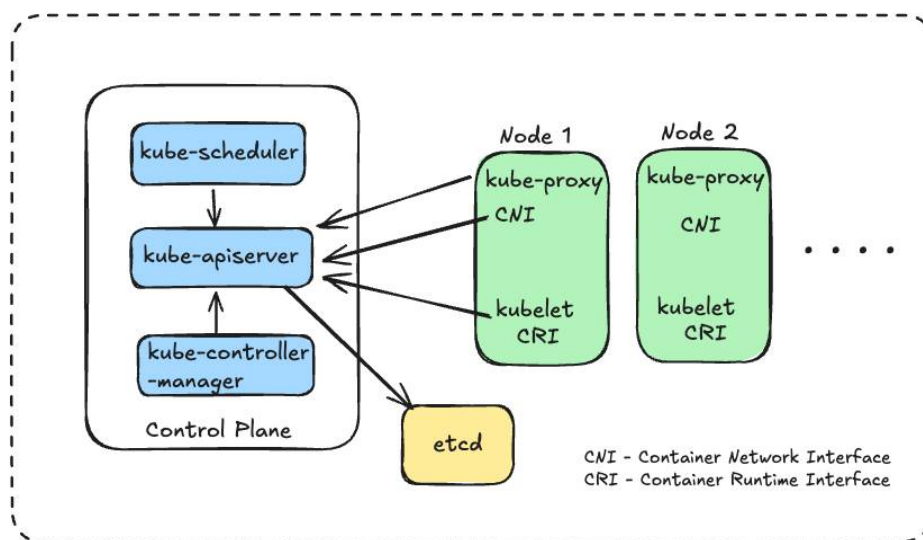 kube-scheduler
kube-apiserver
kube-controller
-manager
Control Plane
etcd
Node 1
kube-proxy
CNI
kubelet
CRI
Node 2
kube-proxy
CNI
kubelet
CRI
CNI - Container Network Interface
CRI - Container Runtime Interface